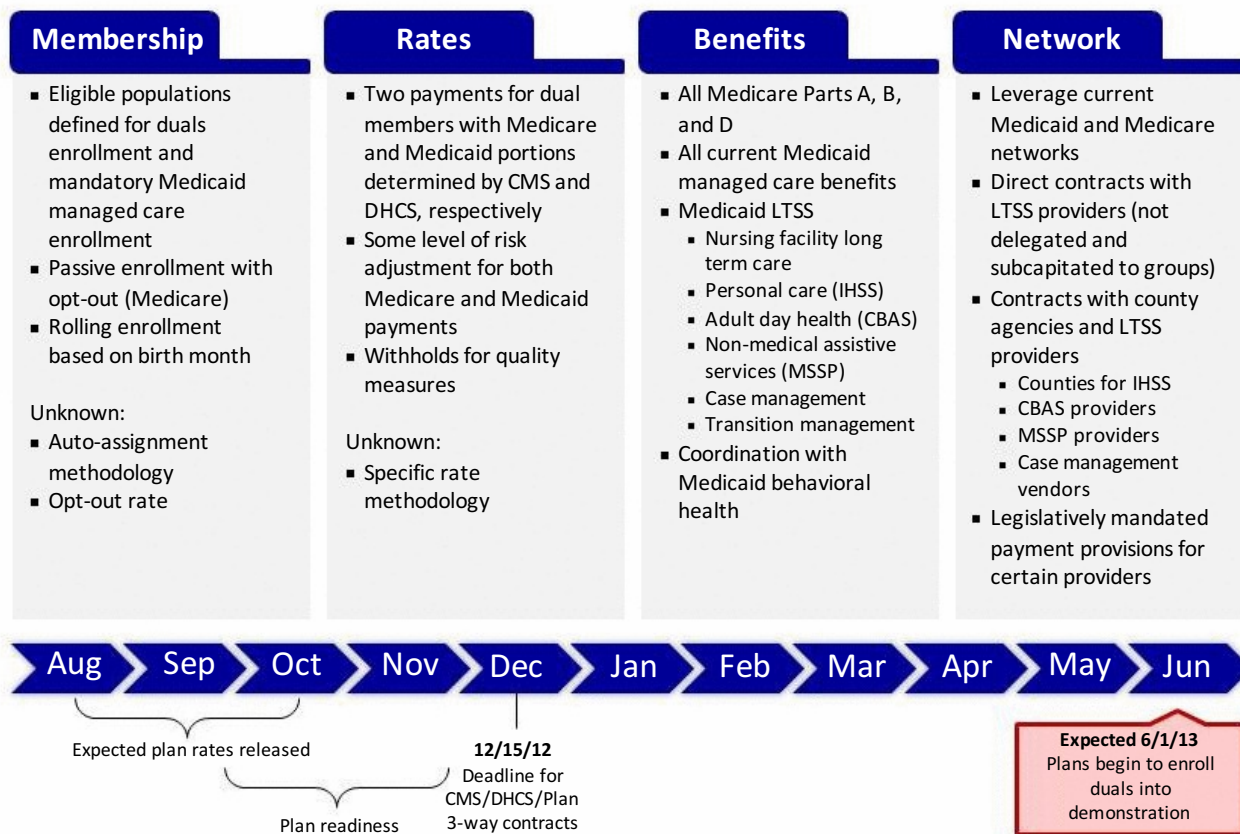 Membership
▪ Eligible populations
defined for duals
enrollment and
mandatory Medicaid
managed care
enrollment
▪ Passive enrollment with
opt-out (Medicare)
▪ Rolling enrollment
based on birth month
Unknown:
▪ Auto-assignment
methodology
▪ Opt-out rate
Rates
▪ Two payments for dual
members with Medicare
and Medicaid portions
determined by CMS and
DHCS, respectively
▪ Some level of risk
adjustment for both
Medicare and Medicaid
payments
▪ Withholds for quality
measures
Unknown:
▪ Specific rate
methodology
Benefits
▪ All Medicare Parts A, B,
and D
▪ All current Medicaid
managed care benefits
▪ Medicaid LTSS
▪ Nursing facility long
term care
▪ Personal care (IHSS)
▪ Adult day health (CBAS)
▪ Non-medical assistive
services (MSSP)
▪ Case management
▪ Transition management
▪ Coordination with
Medicaid behavioral
health
Network
▪ Leverage current
Medicaid and Medicare
networks
▪ Direct contracts with
LTSS providers (not
delegated and
subcapitated to groups)
▪ Contracts with county
agencies and LTSS
providers
▪ Counties for IHSS
▪ CBAS providers
▪ MSSP providers
▪ Case management
vendors
▪ Legislatively mandated
payment provisions for
certain providers
Aug Sep Oct Nov Dec Jan Feb Mar Apr May Jun
Expected plan rates released
Plan readiness
12/15/12
Deadline for
CMS/DHCS/Plan
3-way contracts
Expected 6/1/13
Plans begin to enroll
duals into
demonstration